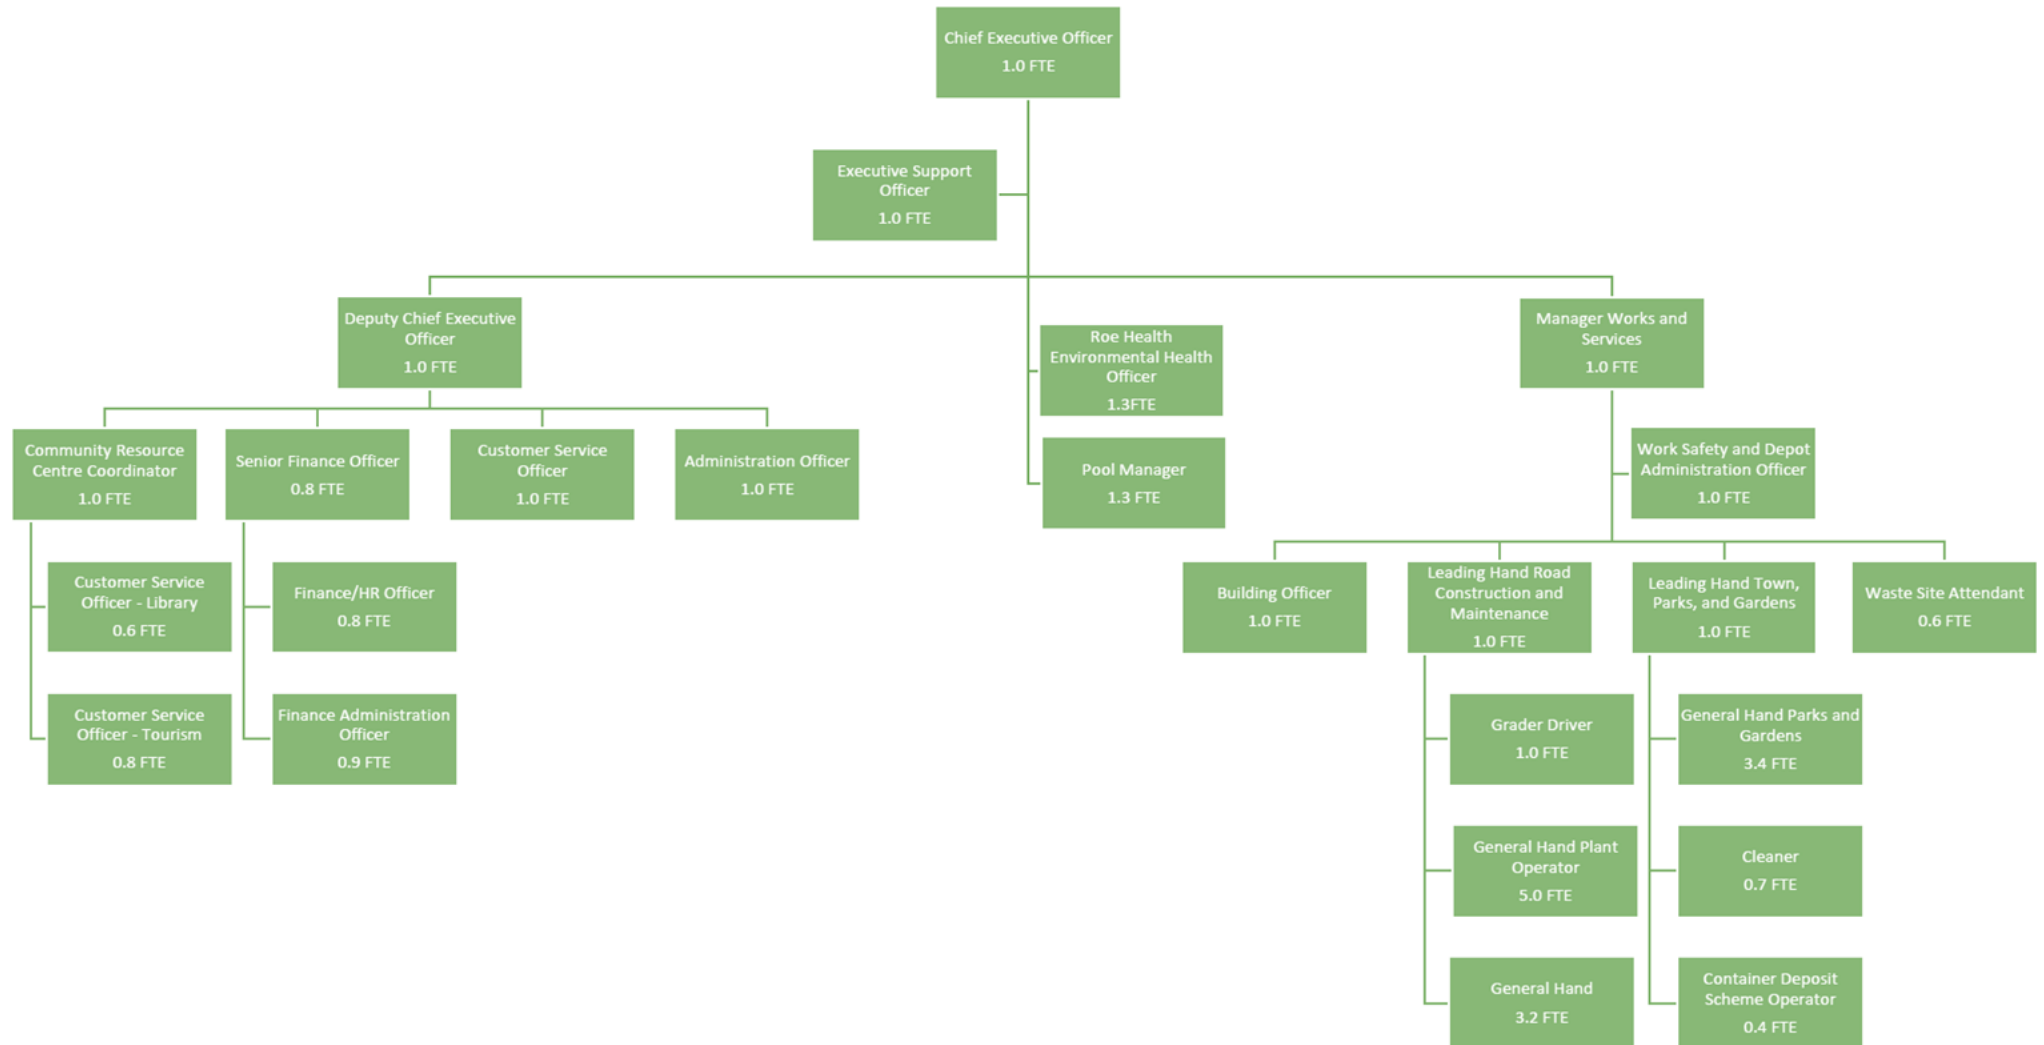 Chief Executive Officer
1.0 FTE
Executive Support
Officer
1.0 FTE
Deputy Chief Executive
Officer
1.0 FTE
Roe Health
Environmental Health
Officer
1.3FTE
Pool Manager
1.3 FTE
Manager Works and
Services
1.0 FTE
Community Resource
Centre Coordinator
1.0 FTE
Senior Finance Officer
0.8 FTE
Customer Service
Officer
1.0 FTE
Administration Officer
1.0 FTE
Customer Service
Officer - Library
0.6 FTE
Customer Service
Officer - Tourism
0.8 FTE
Finance/HR Officer
0.8 FTE
Finance Administration
Officer
0.9 FTE
Work Safety and Depot
Administration Officer
1.0 FTE
Building Officer
1.0 FTE
Leading Hand Road
Construction and
Maintenance
1.0 FTE
Leading Hand Town,
Parks, and Gardens
1.0 FTE
Waste Site Attendant
0.6 FTE
Grader Driver
1.0 FTE
General Hand Plant
Operator
5.0 FTE
General Hand
3.2 FTE
General Hand Parks and
Gardens
3.4 FTE
Cleaner
0.7 FTE
Container Deposit
Scheme Operator
0.4 FTE